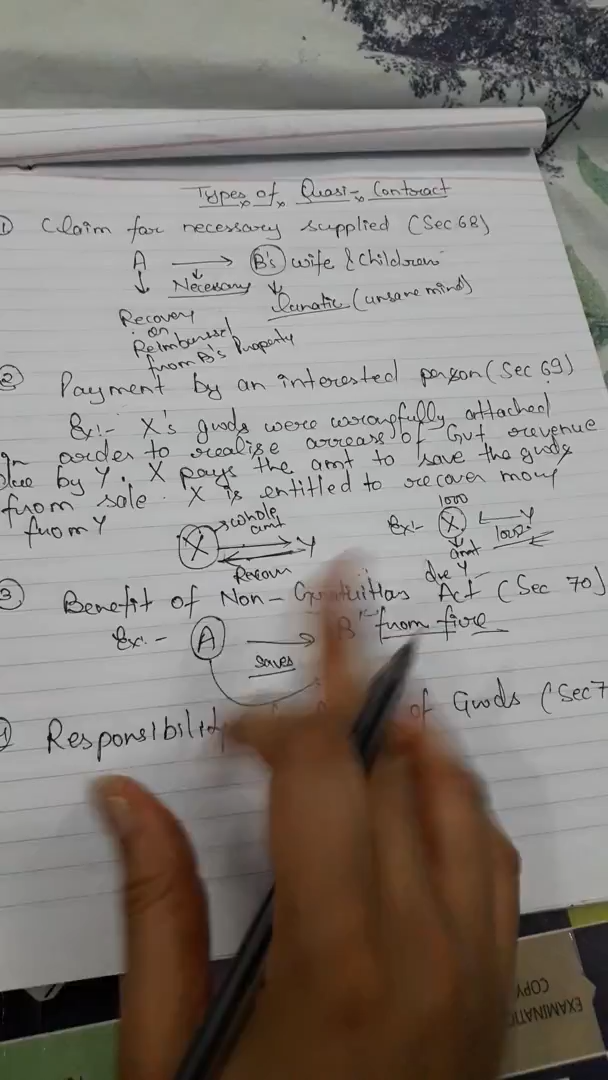 Types of Quasi-Contract
① Claim for necessary supplied (Sec 68)
A → B's wife & children
Necessary
lunatic (unsane mind)
Recovery
on
Reimbursed
from B's Property
② Payment by an interested person (Sec 69)
Ex:- X's goods were wrongfully attached
In order to realise arrears of Gvt revenue
due by Y. X pays the amt to save the goods
from sale. X is entitled to recover mony
from Y
X → whole amt Y
Recover
Ex:- 1000 X ← Y
1000
amt
due Y
③ Benefit of Non-Gratuitias Act (Sec 70)
Ex:- A → B from fire
saves
Responsibility of Goods (Sec 7
EXAMINATION
COPY